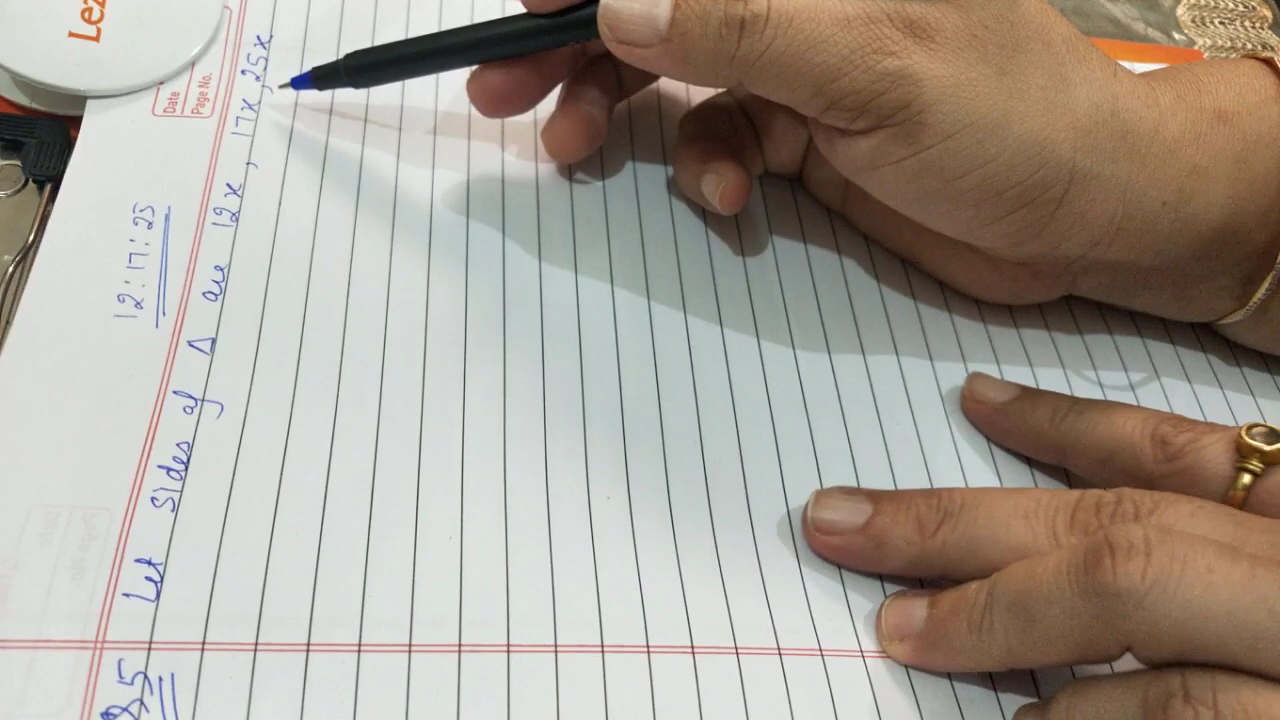 Lez
Date
Page No.
12:17:25
Q5 Let sides of Δ are 12x, 17x, 25x